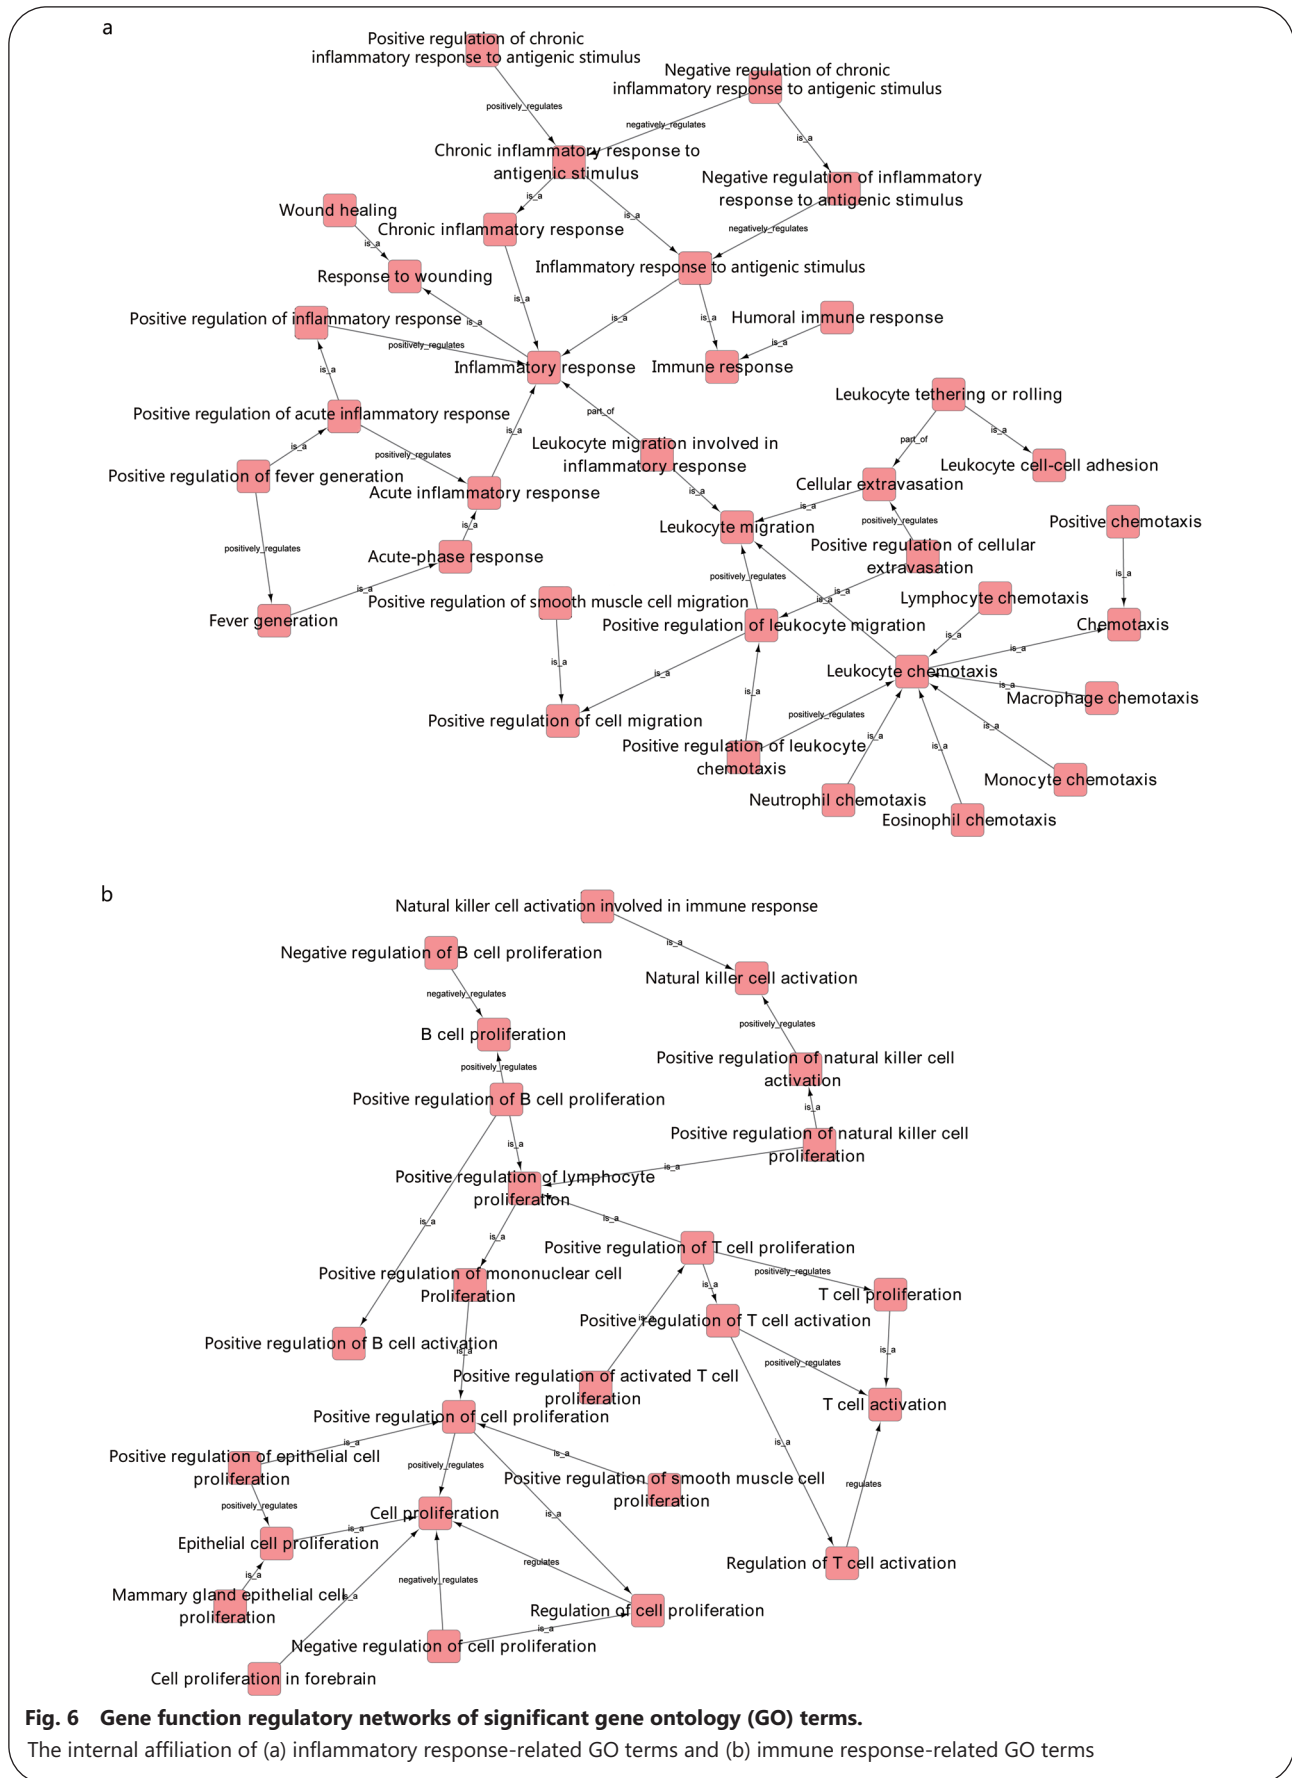 a
Positive regulation of chronic
inflammatory response to antigenic stimulus
Negative regulation of chronic
inflammatory response to antigenic stimulus
positively_regulates
negatively_regulates
is_a
Chronic inflammatory response to
antigenic stimulus
Negative regulation of inflammatory
response to antigenic stimulus
is_a
is_a
Wound healing
Chronic inflammatory response
negatively_regulates
is_a
Response to wounding
Inflammatory response to antigenic stimulus
is_a
Positive regulation of inflammatory response
is_a
is_a
is_a
Humoral immune response
positively_regulates
is_a
Inflammatory response
Immune response
is_a
Leukocyte tethering or rolling
Positive regulation of acute inflammatory response
part_of
is_a
part_of
is_a
is_a
positively_regulates
Leukocyte migration involved in
inflammatory response
Leukocyte cell-cell adhesion
Positive regulation of fever generation
Acute inflammatory response
is_a
Cellular extravasation
is_a
Leukocyte migration
positively_regulates
Positive chemotaxis
is_a
positively_regulates
Acute-phase response
Positive regulation of cellular
extravasation
positively_regulates
is_a
is_a
is_a
is_a
Positive regulation of smooth muscle cell migration
Lymphocyte chemotaxis
Fever generation
Positive regulation of leukocyte migration
Chemotaxis
is_a
is_a
is_a
is_a
Leukocyte chemotaxis
is_a
Macrophage chemotaxis
is_a
positively_regulates
Positive regulation of cell migration
is_a
is_a
is_a
Positive regulation of leukocyte
chemotaxis
Monocyte chemotaxis
Neutrophil chemotaxis
Eosinophil chemotaxis
b
Natural killer cell activation involved in immune response
is_a
Negative regulation of B cell proliferation
Natural killer cell activation
negatively_regulates
positively_regulates
B cell proliferation
positively_regulates
Positive regulation of natural killer cell
activation
Positive regulation of B cell proliferation
is_a
is_a
Positive regulation of natural killer cell
proliferation
is_a
Positive regulation of lymphocyte
proliferation
is_a
is_a
is_a
Positive regulation of T cell proliferation
positively_regulates
Positive regulation of mononuclear cell
Proliferation
is_a
T cell proliferation
is_a
Positive regulation of T cell activation
Positive regulation of B cell activation
is_a
is_a
positively_regulates
Positive regulation of activated T cell
proliferation
T cell activation
Positive regulation of cell proliferation
is_a
is_a
is_a
Positive regulation of epithelial cell
proliferation
positively_regulates
Positive regulation of smooth muscle cell
proliferation
regulates
positively_regulates
Cell proliferation
is_a
is_a
Epithelial cell proliferation
regulates
Regulation of T cell activation
is_a
negatively_regulates
Mammary gland epithelial cell
proliferation
is_a
Regulation of cell proliferation
is_a
Negative regulation of cell proliferation
Cell proliferation in forebrain
Fig. 6 Gene function regulatory networks of significant gene ontology (GO) terms.
The internal affiliation of (a) inflammatory response-related GO terms and (b) immune response-related GO terms